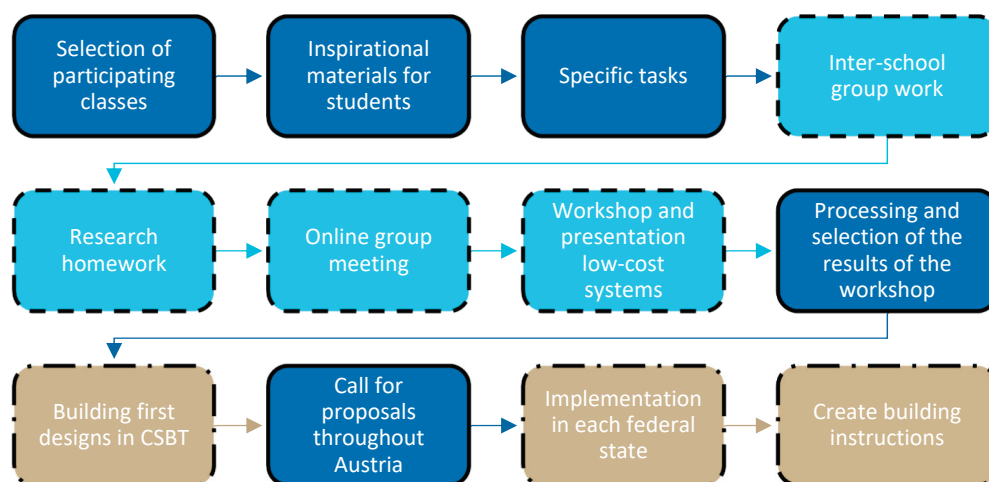 Selection of
participating
classes
Inspirational
materials for
students
Specific tasks
Inter-school
group work
Research
homework
Online group
meeting
Workshop and
presentation
low-cost
systems
Processing and
selection of the
results of the
workshop
Building first
designs in CSBT
Call for
proposals
throughout
Austria
Implementation
in each federal
state
Create building
instructions